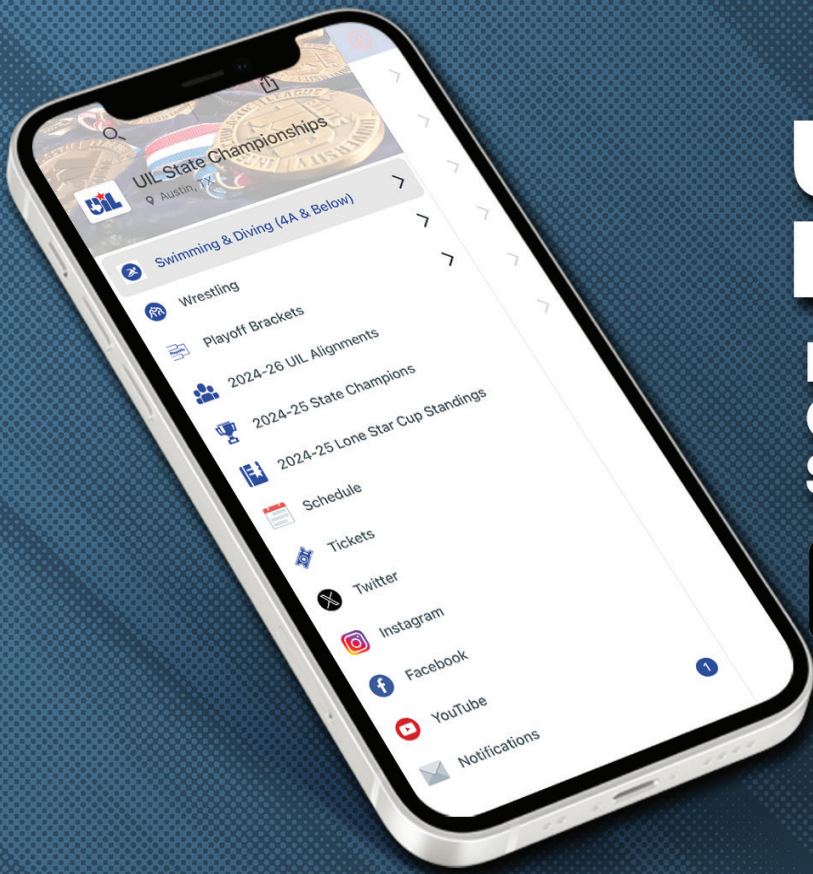 UIL State Championships
UIL
Austin, TX
Swimming & Diving (4A & Below)
Wrestling
Playoff Brackets
2024-26 UIL Alignments
2024-25 State Champions
2024-25 Lone Star Cup Standings
Schedule
Tickets
Twitter
Instagram
Facebook
YouTube
Notifications
1